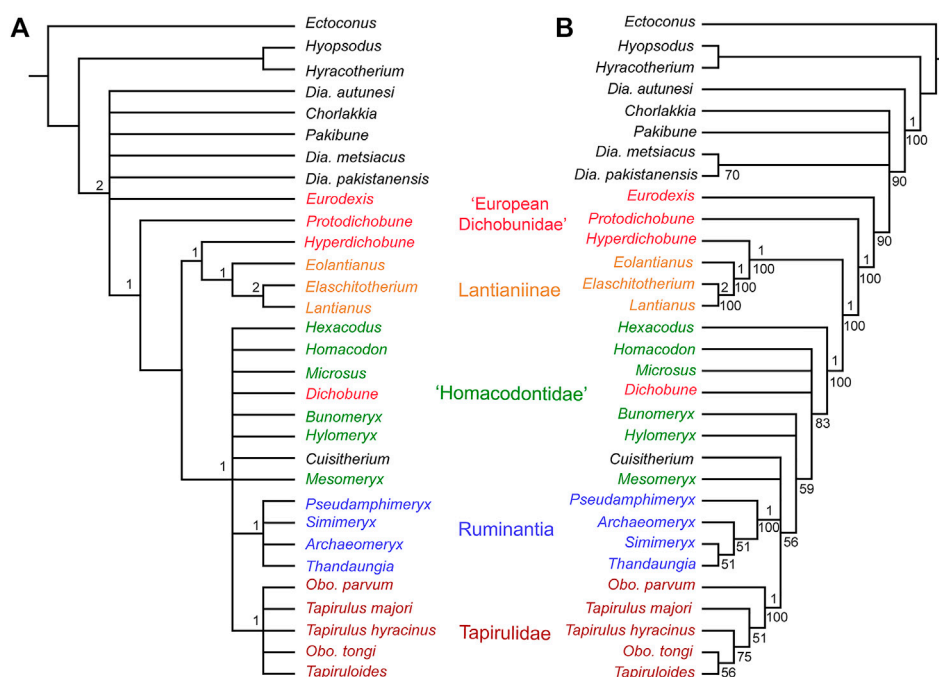 A
Ectoconus
Hyopsodus
Hyracotherium
Dia. autunesi
Chorlakkia
Pakibune
Dia. metsiacus
2
Dia. pakistanensis
Eurodexis
Protodichobune
Hyperdichobune
1
Eolantianus
1
Elaschitotherium
2
1
Lantianus
Hexacodus
Homacodon
Microsus
Dichobune
Bunomeryx
Hylomeryx
Cuisitherium
1
Mesomeryx
Pseudamphimeryx
Simimeryx
1
Archaeomeryx
Thandaungia
Obo. parvum
Tapirulus majori
Tapirulus hyracinus
1
Obo. tongi
Tapiruloides
'European
Dichobunidae'
Lantianiinae
'Homacodontidae'
Ruminantia
Tapirulidae
B
Ectoconus
Hyopsodus
Hyracotherium
Dia. autunesi
Chorlakkia
1
Pakibune
100
Dia. metsiacus
Dia. pakistanensis
70
90
Eurodexis
Protodichobune
Hyperdichobune
90
1
Eolantianus
100
1
1
100
Elaschitotherium
100
2
Lantianus
100
1
Hexacodus
100
Homacodon
Microsus
1
100
Dichobune
Bunomeryx
83
Hylomeryx
Cuisitherium
Mesomeryx
59
Pseudamphimeryx
1
Archaeomeryx
100
56
Simimeryx
51
Thandaungia
51
Obo. parvum
1
Tapirulus majori
100
Tapirulus hyracinus
51
Obo. tongi
75
Tapiruloides
56